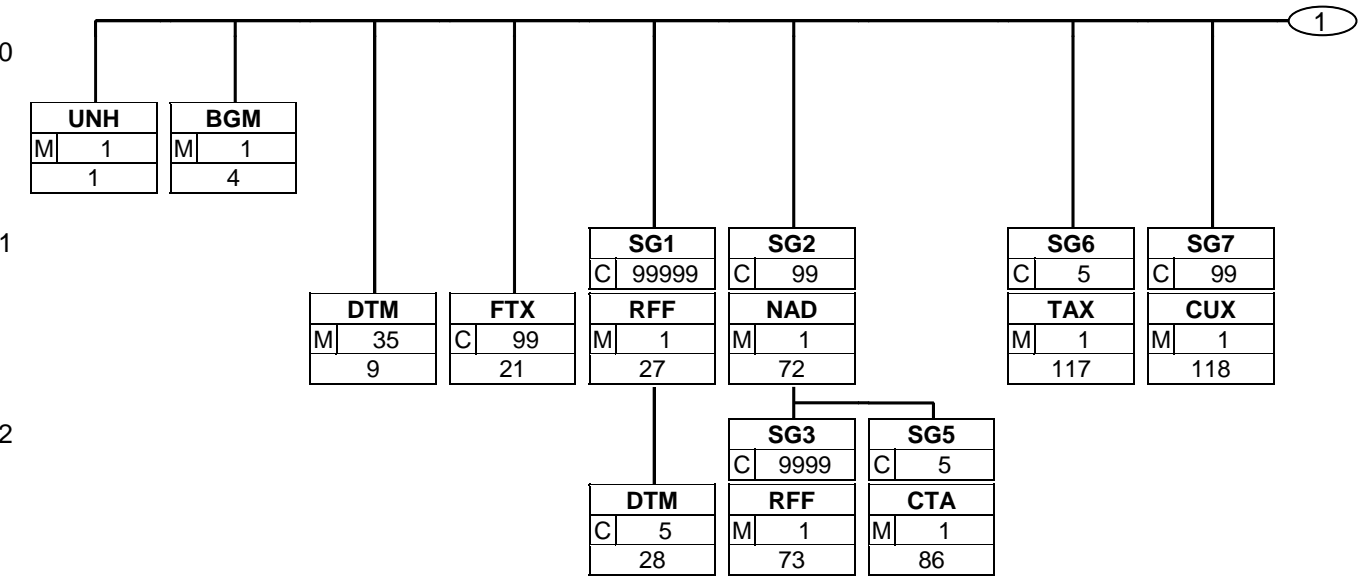 1
0
UNH BGM
M 1 M 1
1 4
1
SG1 SG2 SG6 SG7
C 99999 C 99 C 5 C 99
DTM FTX RFF NAD TAX CUX
M 35 C 99 M 1 M 1 M 1 M 1
9 21 27 72 117 118
2
SG3 SG5
C 9999 C 5
DTM RFF CTA
C 5 M 1 M 1
28 73 86